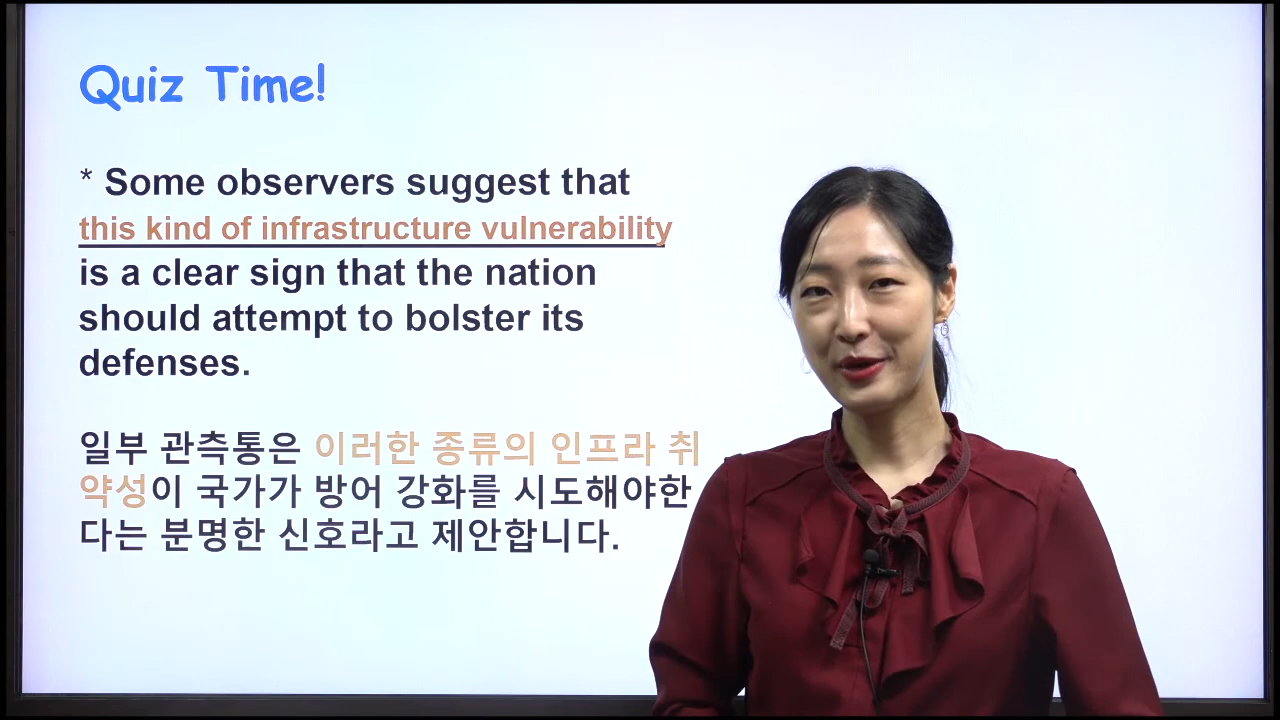 Quiz Time!
* Some observers suggest that
this kind of infrastructure vulnerability
is a clear sign that the nation
should attempt to bolster its
defenses.
일부 관측통은 이러한 종류의 인프라 취
약성이 국가가 방어 강화를 시도해야한
다는 분명한 신호라고 제안합니다.